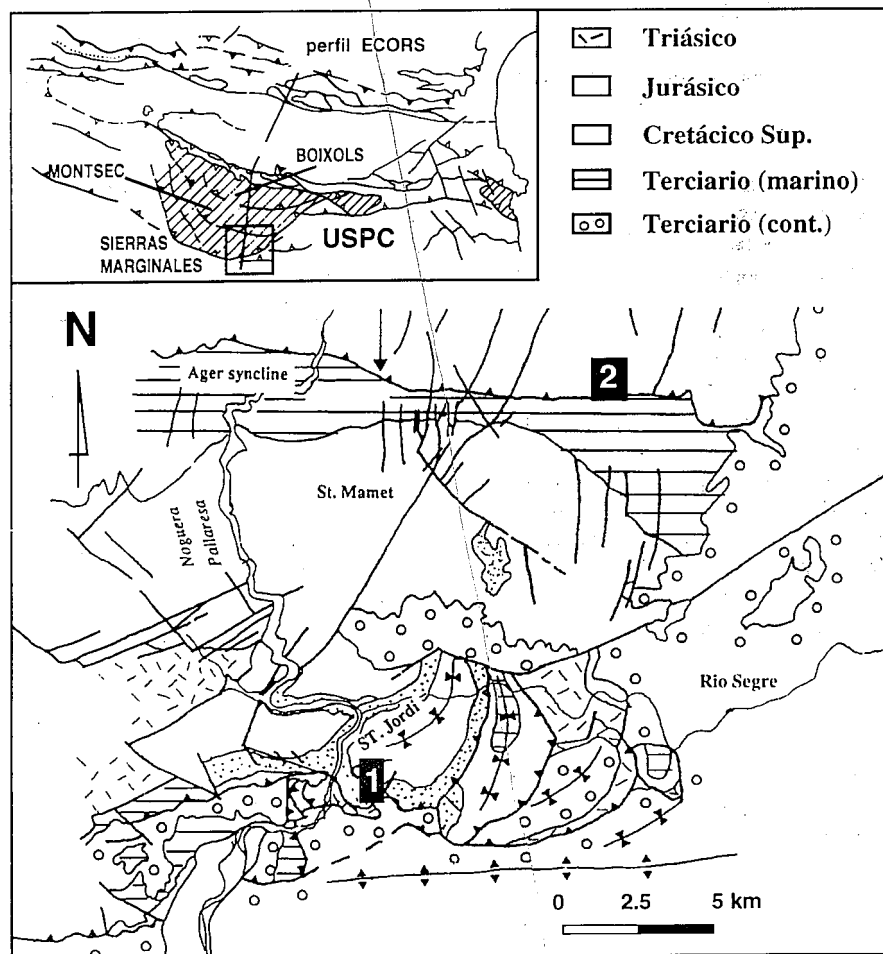 perfil ECORS
BOIXOLS
MONTSEC
USPC
SIERRAS
MARGINALES
Triásico
Jurásico
Cretácico Sup.
Terciario (marino)
Terciario (cont.)
N
Ager syncline
2
St. Mamet
Noguera
Pallaresa
Rio Segre
ST. Jordi
1
0 2.5 5 km